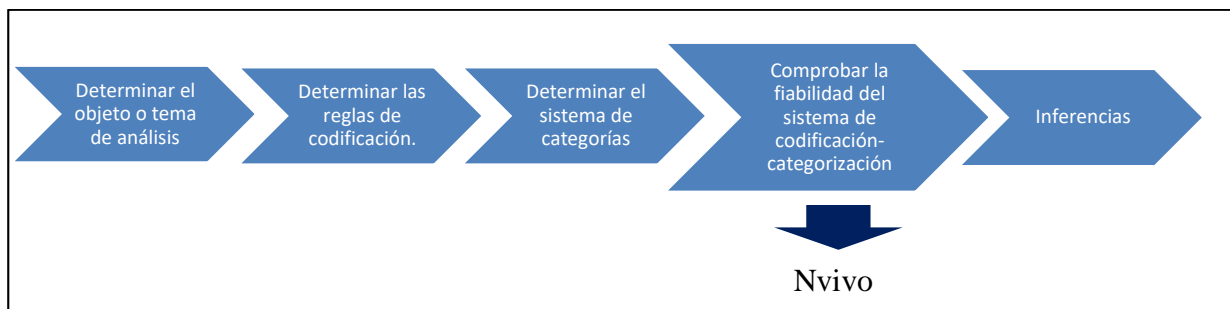 Determinar el
objeto o tema
de análisis
Determinar las
reglas de
codificación.
Determinar el
sistema de
categorías
Comprobar la
fiabilidad del
sistema de
codificación-
categorización
Inferencias
Nvivo